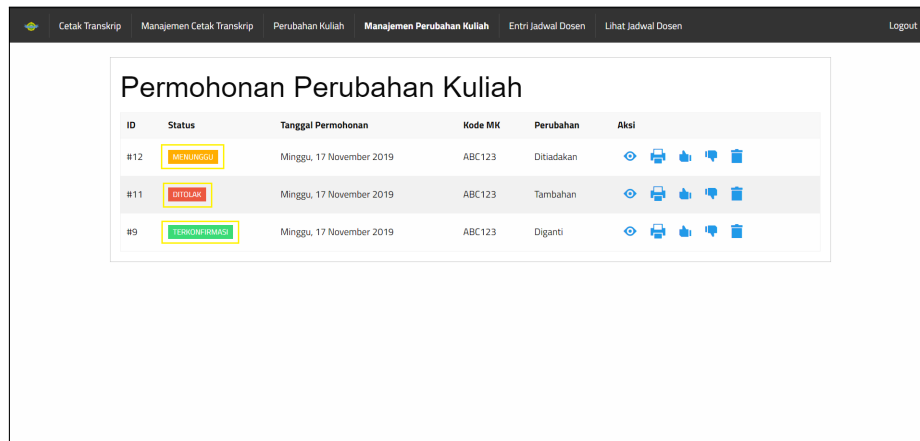 Cetak Transkrip Manajemen Cetak Transkrip Perubahan Kuliah Manajemen Perubahan Kuliah Entri Jadwal Dosen Lihat Jadwal Dosen Logout
Permohonan Perubahan Kuliah
ID Status Tanggal Permohonan Kode MK Perubahan Aksi
#12 MENUNGGU Minggu, 17 November 2019 ABC123 Ditiadakan
#11 DITOLAK Minggu, 17 November 2019 ABC123 Tambahan
#9 TERKONFIRMASI Minggu, 17 November 2019 ABC123 Diganti